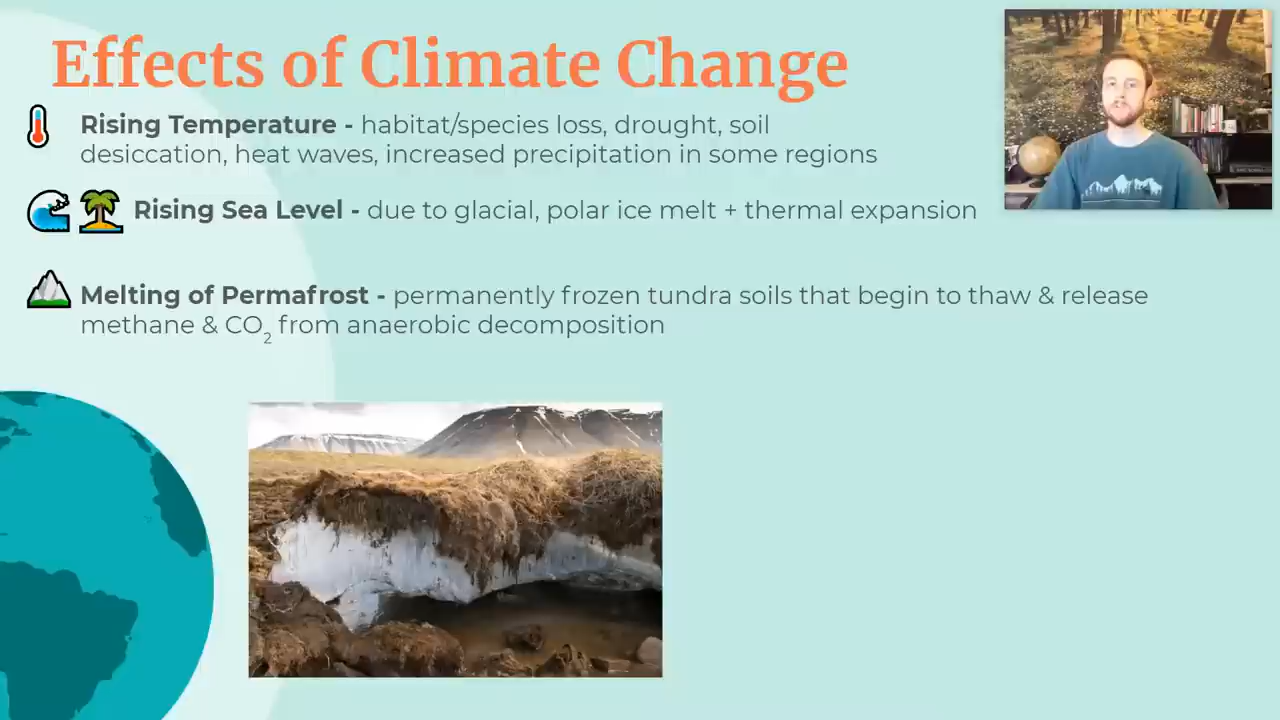 Effects of Climate Change
Rising Temperature - habitat/species loss, drought, soil
desiccation, heat waves, increased precipitation in some regions
Rising Sea Level - due to glacial, polar ice melt + thermal expansion
Melting of Permafrost - permanently frozen tundra soils that begin to thaw & release
methane & CO₂ from anaerobic decomposition